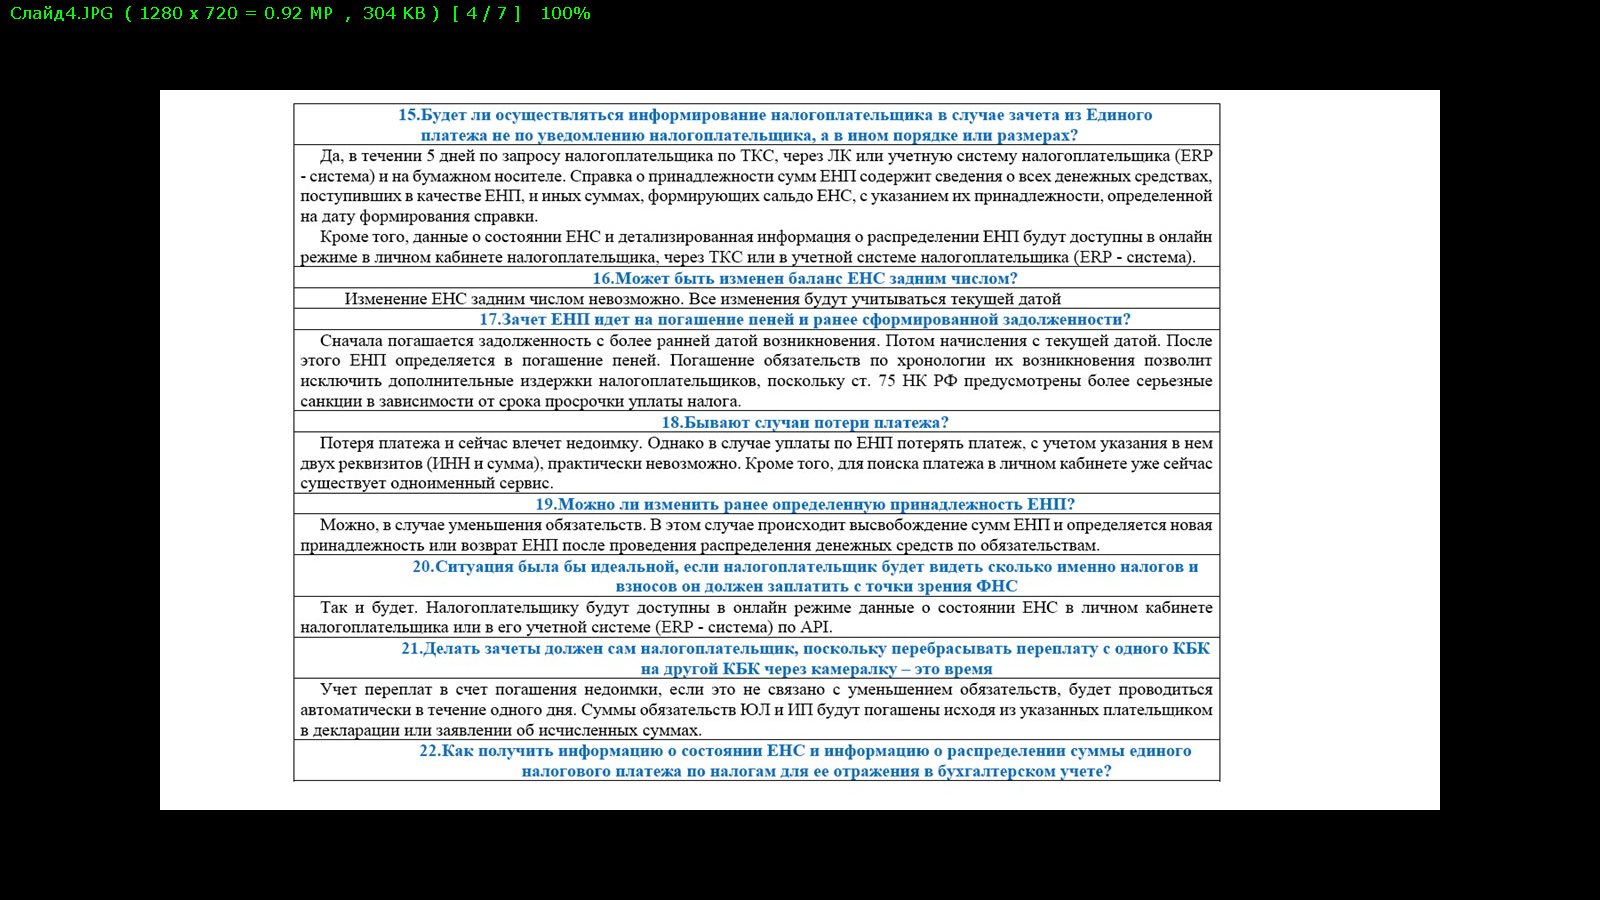 Слайд4.JPG ( 1280 x 720 = 0.92 MP , 304 KB ) [ 4 / 7 ] 100%
15.Будет ли осуществляться информирование налогоплательщика в случае зачета из Единого
платежа не по уведомлению налогоплательщика, а в ином порядке или размерах?
Да, в течении 5 дней по запросу налогоплательщика по ТКС, через ЛК или учетную систему налогоплательщика (ERP
- система) и на бумажном носителе. Справка о принадлежности сумм ЕНП содержит сведения о всех денежных средствах,
поступивших в качестве ЕНП, и иных суммах, формирующих сальдо ЕНС, с указанием их принадлежности, определенной
на дату формирования справки.
Кроме того, данные о состоянии ЕНС и детализированная информация о распределении ЕНП будут доступны в онлайн
режиме в личном кабинете налогоплательщика, через ТКС или в учетной системе налогоплательщика (ERP - система).
16.Может быть изменен баланс ЕНС задним числом?
Изменение ЕНС задним числом невозможно. Все изменения будут учитываться текущей датой
17.Зачет ЕНП идет на погашение пеней и ранее сформированной задолженности?
Сначала погашается задолженность с более ранней датой возникновения. Потом начисления с текущей датой. После
этого ЕНП определяется в погашение пеней. Погашение обязательств по хронологии их возникновения позволит
исключить дополнительные издержки налогоплательщиков, поскольку ст. 75 НК РФ предусмотрены более серьезные
санкции в зависимости от срока просрочки уплаты налога.
18.Бывают случаи потери платежа?
Потеря платежа и сейчас влечет недоимку. Однако в случае уплаты по ЕНП потерять платеж, с учетом указания в нем
двух реквизитов (ИНН и сумма), практически невозможно. Кроме того, для поиска платежа в личном кабинете уже сейчас
существует одноименный сервис.
19.Можно ли изменить ранее определенную принадлежность ЕНП?
Можно, в случае уменьшения обязательств. В этом случае происходит высвобождение сумм ЕНП и определяется новая
принадлежность или возврат ЕНП после проведения распределения денежных средств по обязательствам.
20.Ситуация была бы идеальной, если налогоплательщик будет видеть сколько именно налогов и
взносов он должен заплатить с точки зрения ФНС
Так и будет. Налогоплательщику будут доступны в онлайн режиме данные о состоянии ЕНС в личном кабинете
налогоплательщика или в его учетной системе (ERP - система) по API.
21.Делать зачеты должен сам налогоплательщик, поскольку перебрасывать переплату с одного КБК
на другой КБК через камералку – это время
Учет переплат в счет погашения недоимки, если это не связано с уменьшением обязательств, будет проводиться
автоматически в течение одного дня. Суммы обязательств ЮЛ и ИП будут погашены исходя из указанных плательщиком
в декларации или заявлении об исчисленных суммах.
22.Как получить информацию о состоянии ЕНС и информацию о распределении суммы единого
налогового платежа по налогам для ее отражения в бухгалтерском учете?